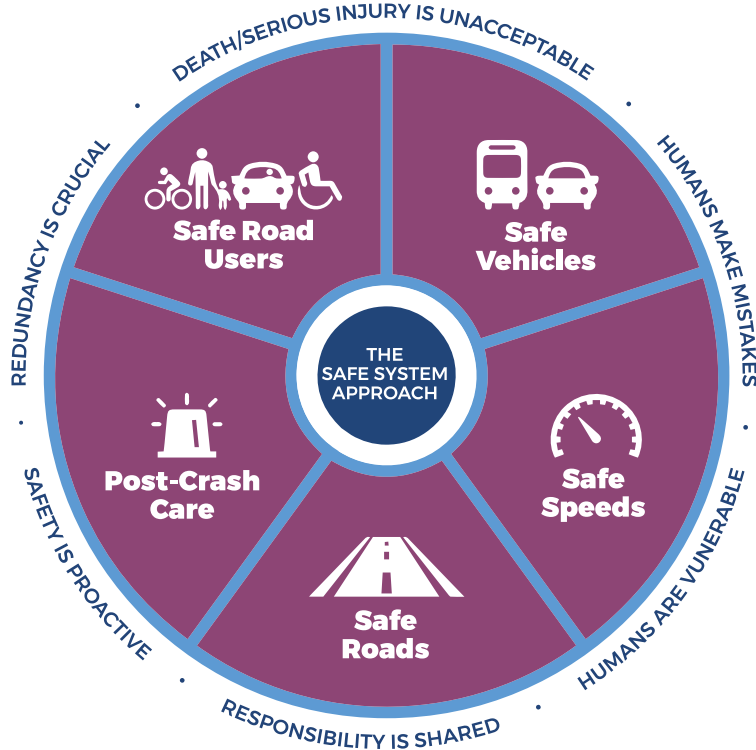 DEATH/SERIOUS INJURY IS UNACCEPTABLE
HUMANS MAKE MISTAKES
HUMANS ARE VUNERABLE
RESPONSIBILITY IS SHARED
SAFETY IS PROACTIVE
REDUNDANCY IS CRUCIAL
Safe Road
Users
Safe
Vehicles
Safe
Speeds
Safe
Roads
Post-Crash
Care
THE
SAFE SYSTEM
APPROACH